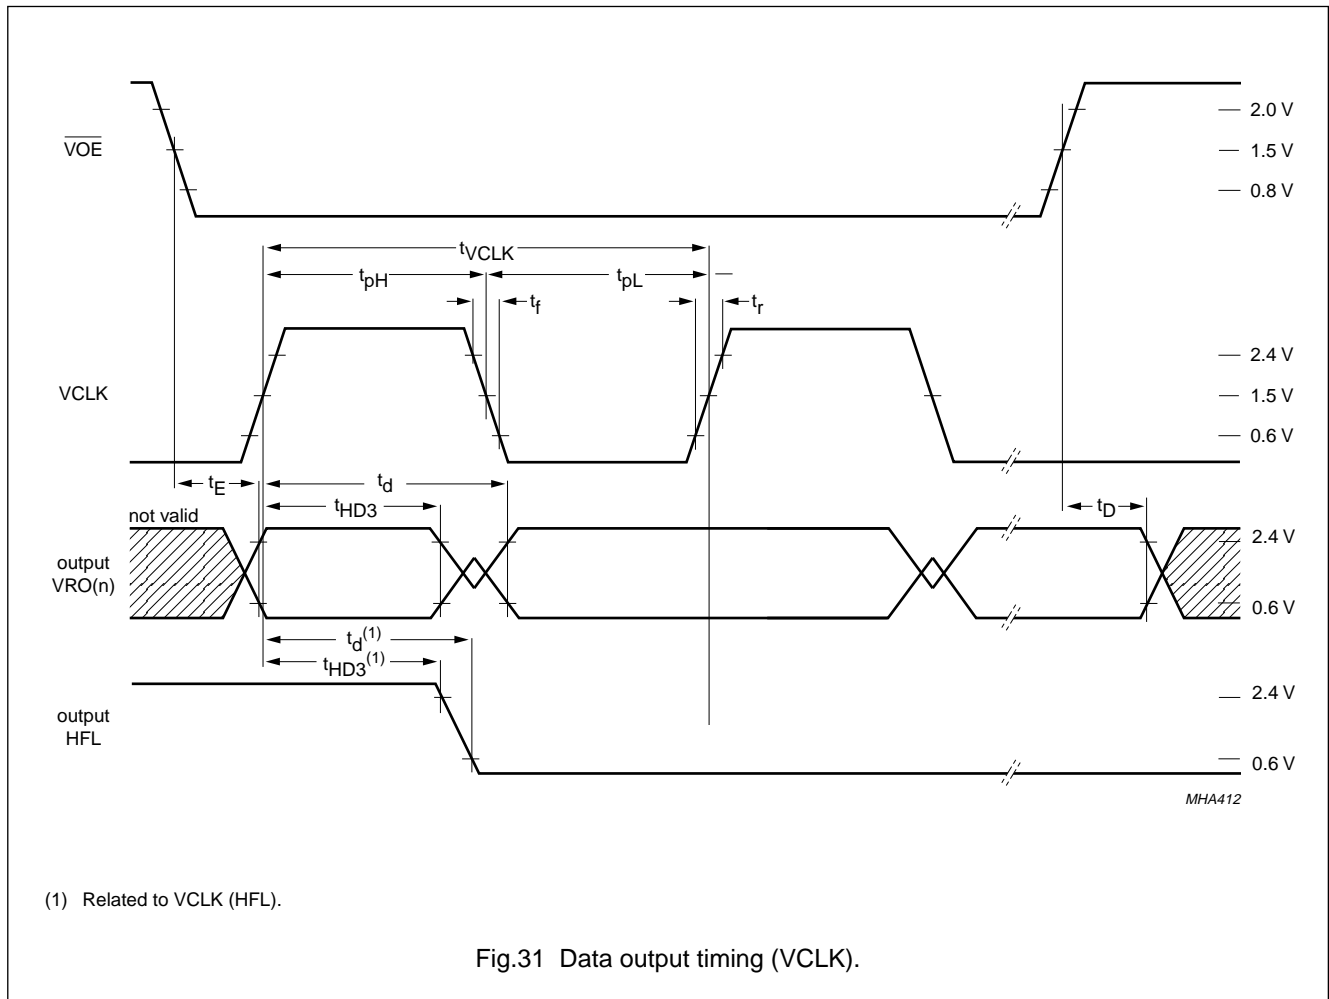 2.0 V
V̅O̅E̅
1.5 V
0.8 V
tVCLK
tpH
tpL
tf
tr
2.4 V
VCLK
1.5 V
0.6 V
tE
td
tHD3
tD
not valid
2.4 V
output
VRO(n)
0.6 V
td(1)
tHD3(1)
2.4 V
output
HFL
0.6 V
MHA412
(1) Related to VCLK (HFL).
Fig.31 Data output timing (VCLK).